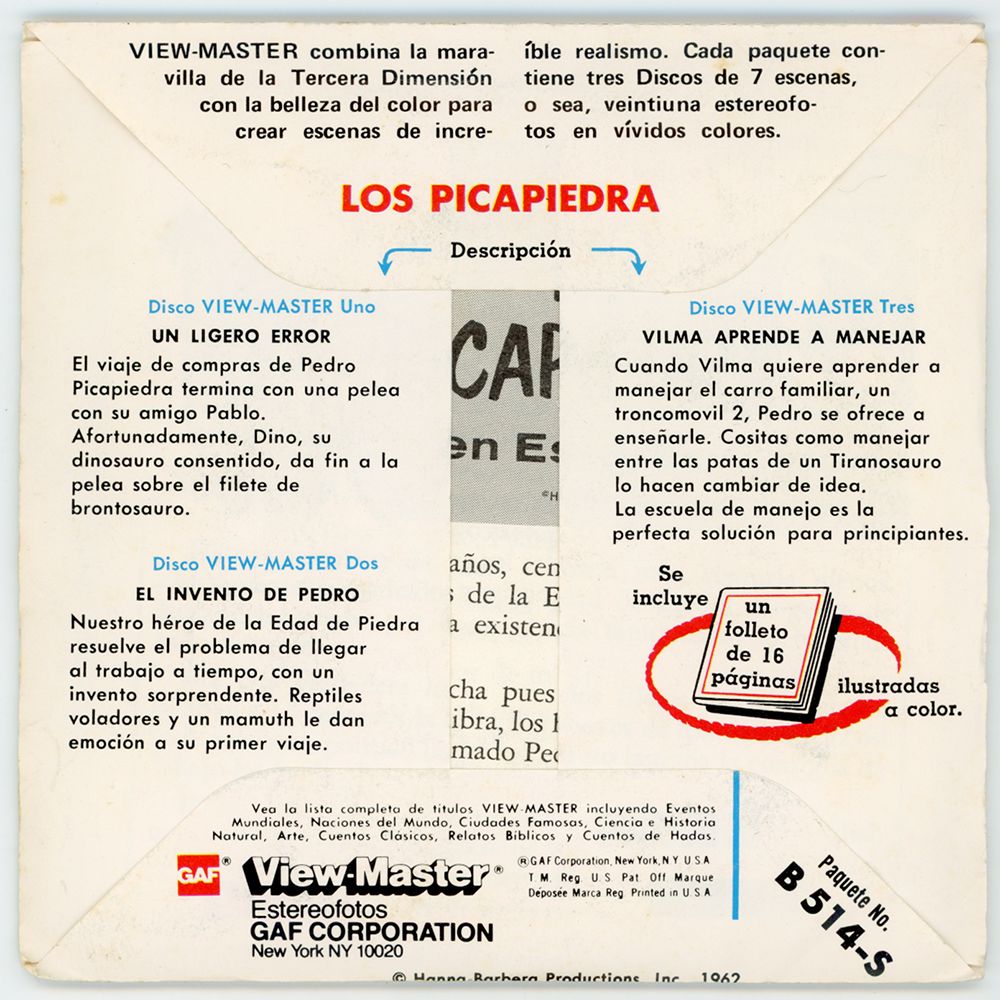 VIEW-MASTER combina la mara-
villa de la Tercera Dimensión
con la belleza del color para
crear escenas de incre-
íble realismo. Cada paquete con-
tiene tres Discos de 7 escenas,
o sea, veintiuna estereofo-
tos en vívidos colores.
LOS PICAPIEDRA
Descripción
Disco VIEW-MASTER Uno
UN LIGERO ERROR
El viaje de compras de Pedro
Picapiedra termina con una pelea
con su amigo Pablo.
Afortunadamente, Dino, su
dinosauro consentido, da fin a la
pelea sobre el filete de
brontosauro.
Disco VIEW-MASTER Dos
EL INVENTO DE PEDRO
Nuestro héroe de la Edad de Piedra
resuelve el problema de llegar
al trabajo a tiempo, con un
invento sorprendente. Reptiles
voladores y un mamuth le dan
emoción a su primer viaje.
CAP
en Es
©H
años, cen
s de la E
a existen
cha pues
ibra, los h
mado Ped
Disco VIEW-MASTER Tres
VILMA APRENDE A MANEJAR
Cuando Vilma quiere aprender a
manejar el carro familiar, un
troncomovil 2, Pedro se ofrece a
enseñarle. Cositas como manejar
entre las patas de un Tiranosauro
lo hacen cambiar de idea.
La escuela de manejo es la
perfecta solución para principiantes.
Se
incluye
un
folleto
de 16
páginas
ilustradas
a color.
Vea la lista completa de titulos VIEW-MASTER incluyendo Eventos
Mundiales, Naciones del Mundo, Ciudades Famosas, Ciencia e Historia
Natural, Arte, Cuentos Clásicos, Relatos Biblicos y Cuentos de Hadas.
GAF®
View-Master®
Estereofotos
GAF CORPORATION
New York NY 10020
®GAF Corporation, New York, N.Y. U.S.A.
T.M. Reg. U.S. Pat. Off. Marque
Déposée Marca Reg. Printed in U.S.A.
Paquete No.
B 514-S
© Hanna-Barbera Productions, Inc., 1962